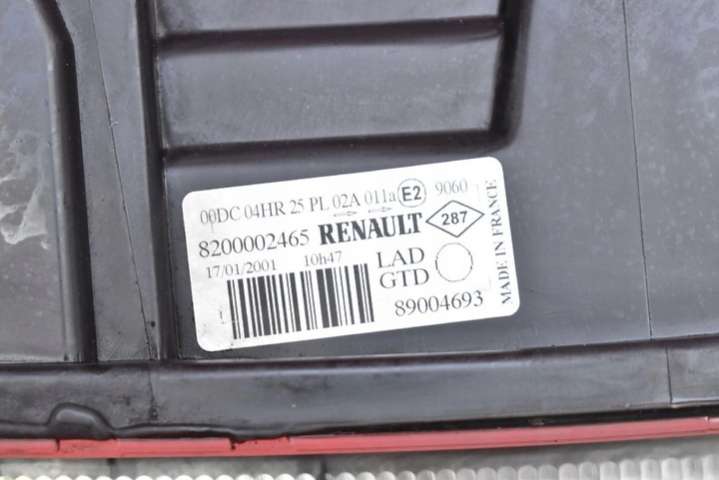 00DC 04HR 25 PL 02A 011a E2 9060
8200002465 RENAULT 287
17/01/2001 10h47 LAD
GTD
89004693
MADE IN FRANCE